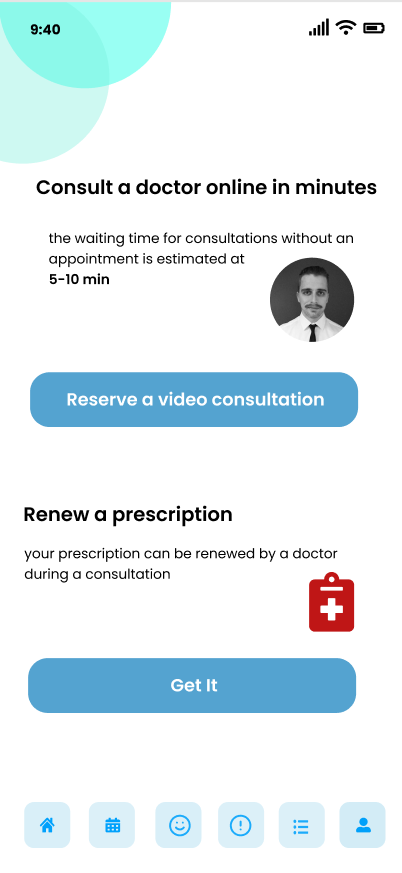 9:40
Consult a doctor online in minutes
the waiting time for consultations without an
appointment is estimated at
5-10 min
Reserve a video consultation
Renew a prescription
your prescription can be renewed by a doctor
during a consultation
Get It